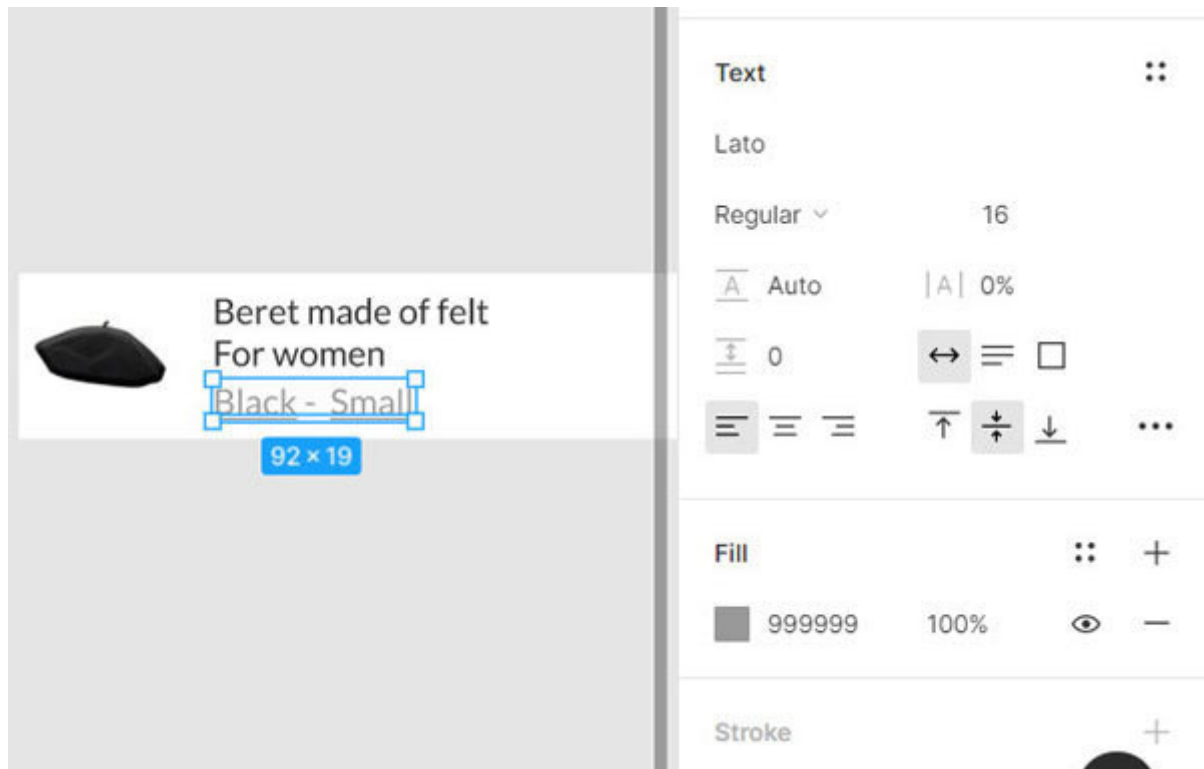 Beret made of felt
For women
Black - Small
92 × 19
Text
Lato
Regular 16
A Auto |A| 0%
0
Fill
999999 100%
Stroke